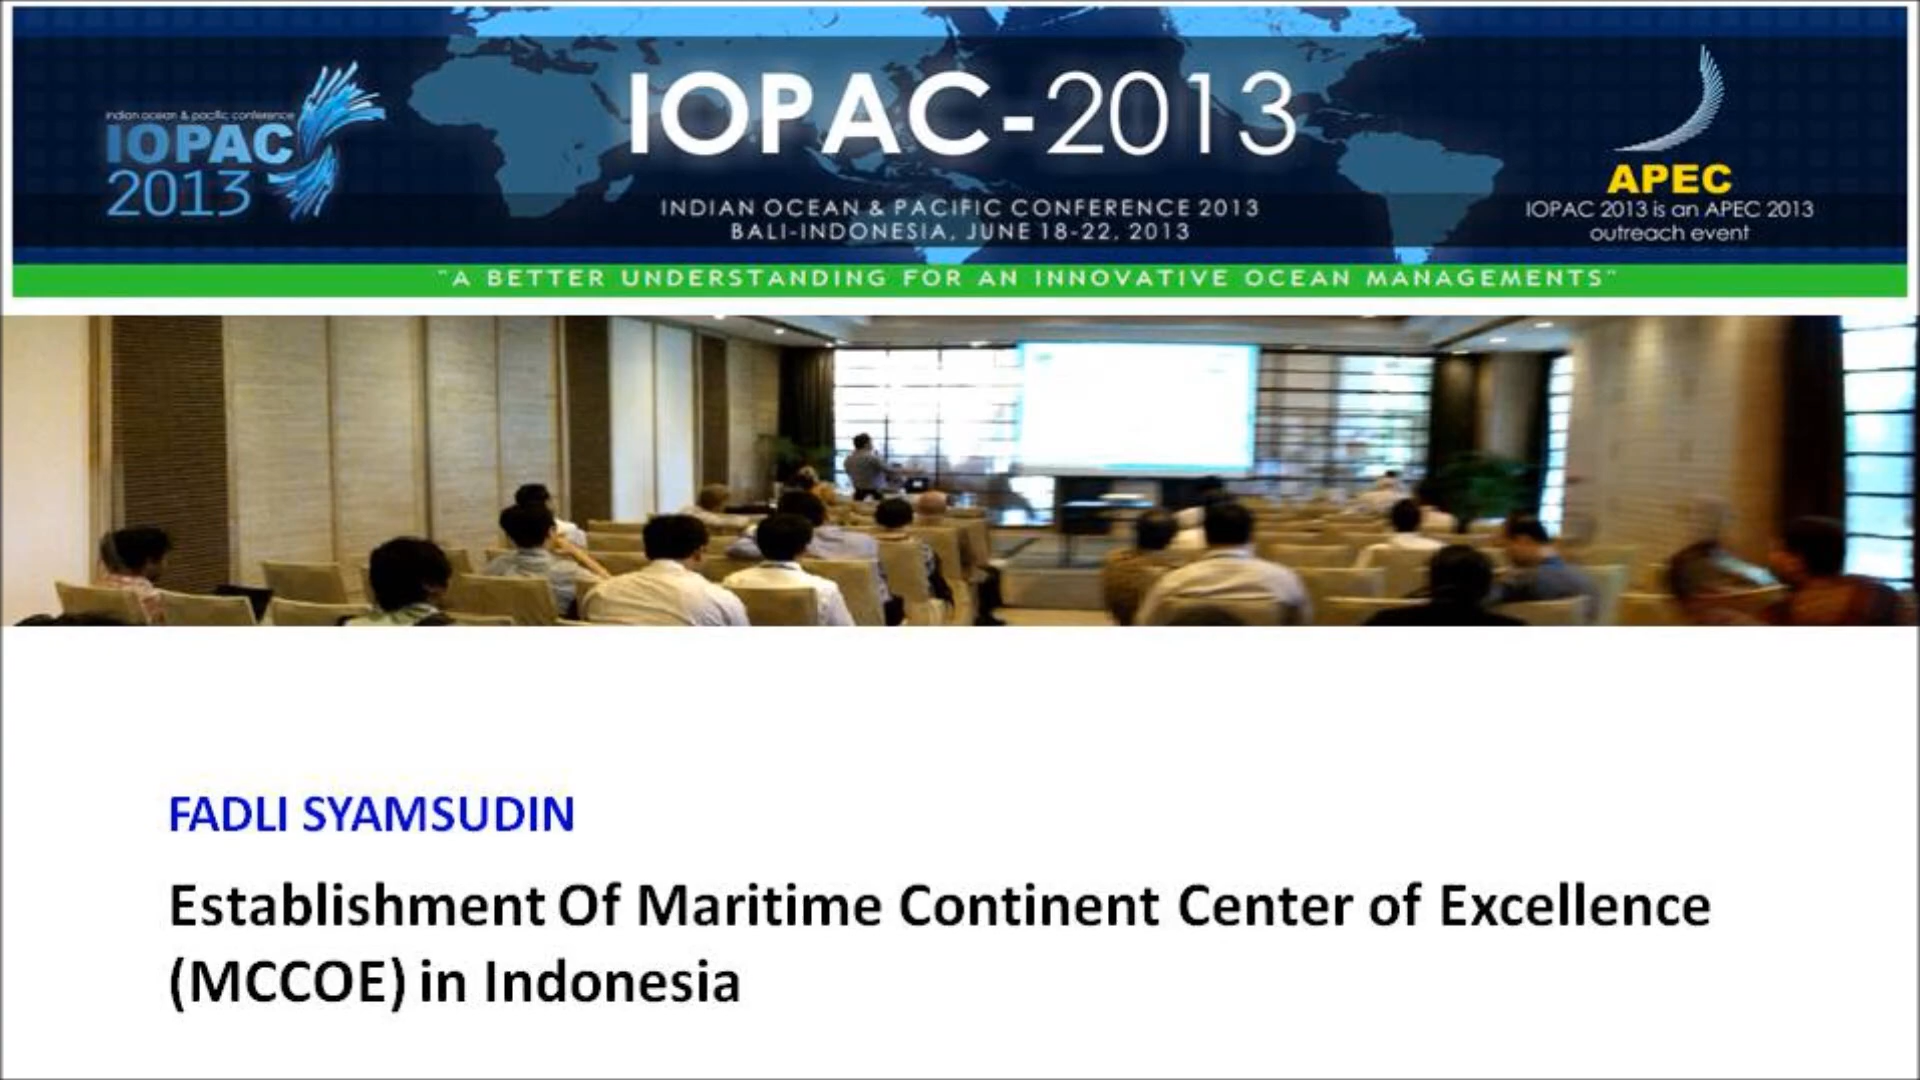 indian ocean & pacific conference
IOPAC
2013
IOPAC-2013
INDIAN OCEAN & PACIFIC CONFERENCE 2013
BALI-INDONESIA, JUNE 18-22, 2013
APEC
IOPAC 2013 is an APEC 2013
outreach event
"A BETTER UNDERSTANDING FOR AN INNOVATIVE OCEAN MANAGEMENTS"
FADLI SYAMSUDIN
Establishment Of Maritime Continent Center of Excellence
(MCCOE) in Indonesia